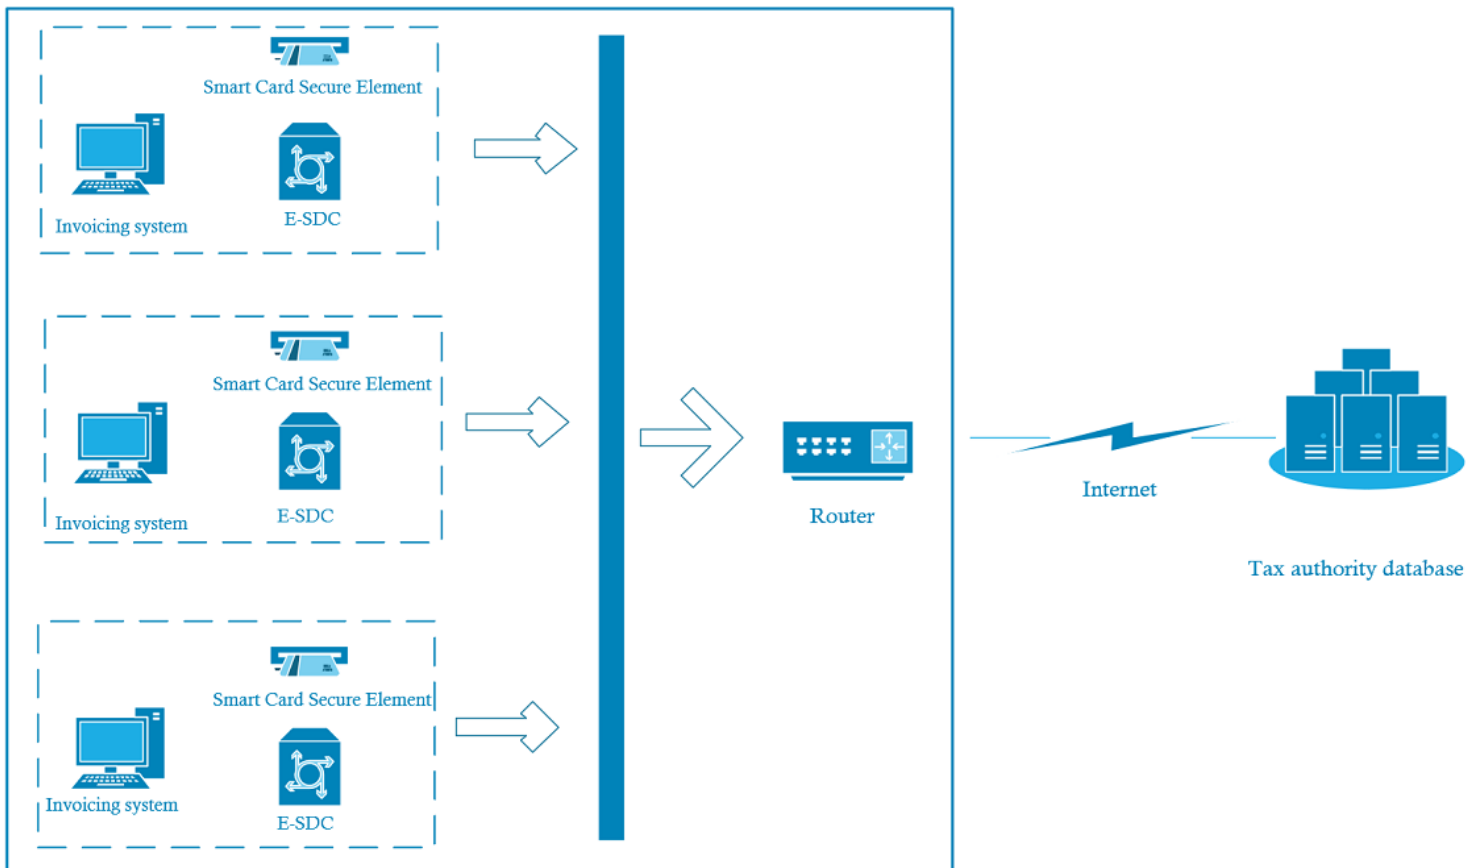 Smart Card Secure Element
Invoicing system
E-SDC
Smart Card Secure Element
Invoicing system
E-SDC
Smart Card Secure Element
Invoicing system
E-SDC
Router
Internet
Tax authority database